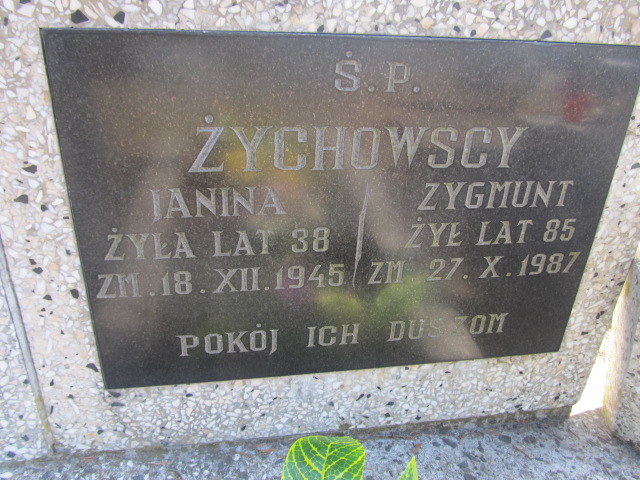 Ś.P.
ŻYCHOWSCY
JANINA
ŻYŁA LAT 38
ZM. 18. XII. 1945
ZYGMUNT
ŻYŁ LAT 85
ZM. 27. X. 1987
POKÓJ ICH DUSZOM